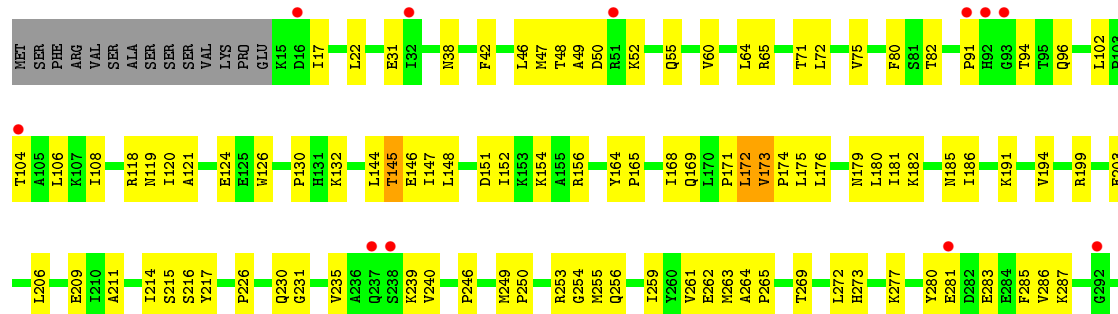 MET SER PHE ARG VAL SER ALA SER SER SER VAL LYS PRO GLU K15 D16 I17 L22 E31 I32 N38 F42 L46 M47 T48 A49 D50 R51 K52 Q55 V60 L64 R65 T71 L72 V75 F80 S81 T82 P91 H92 G93 T94 T95 Q96 L102 P103
T104 A105 L106 K107 I108 R118 N119 I120 A121 E124 E125 W126 P130 H131 K132 L144 T145 E146 I147 L148 D151 I152 K153 K154 A155 R156 Y164 P165 I168 Q169 L170 P171 L172 V173 P174 L175 L176 N179 L180 I181 K182 N185 I186 K191 V194 R199 F203
L206 E209 I210 A211 I214 S215 S216 Y217 P226 Q230 G231 V235 A236 Q237 S238 K239 V240 P246 M249 P250 R253 G254 M255 Q256 I259 Y260 V261 E262 M263 A264 P265 T269 L272 H273 K277 Y280 E281 D282 E283 E284 F285 V286 K287 G292